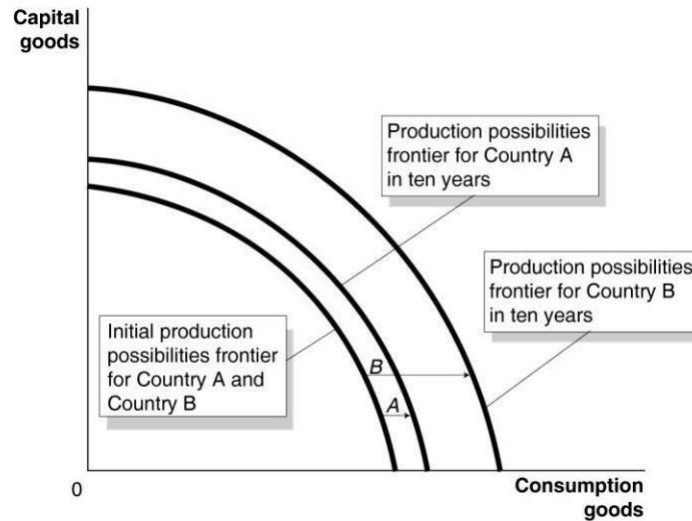 Capital
goods
Production possibilities
frontier for Country A
in ten years
Production possibilities
frontier for Country B
in ten years
Initial production
possibilities frontier
for Country A and
Country B
B
A
0
Consumption
goods